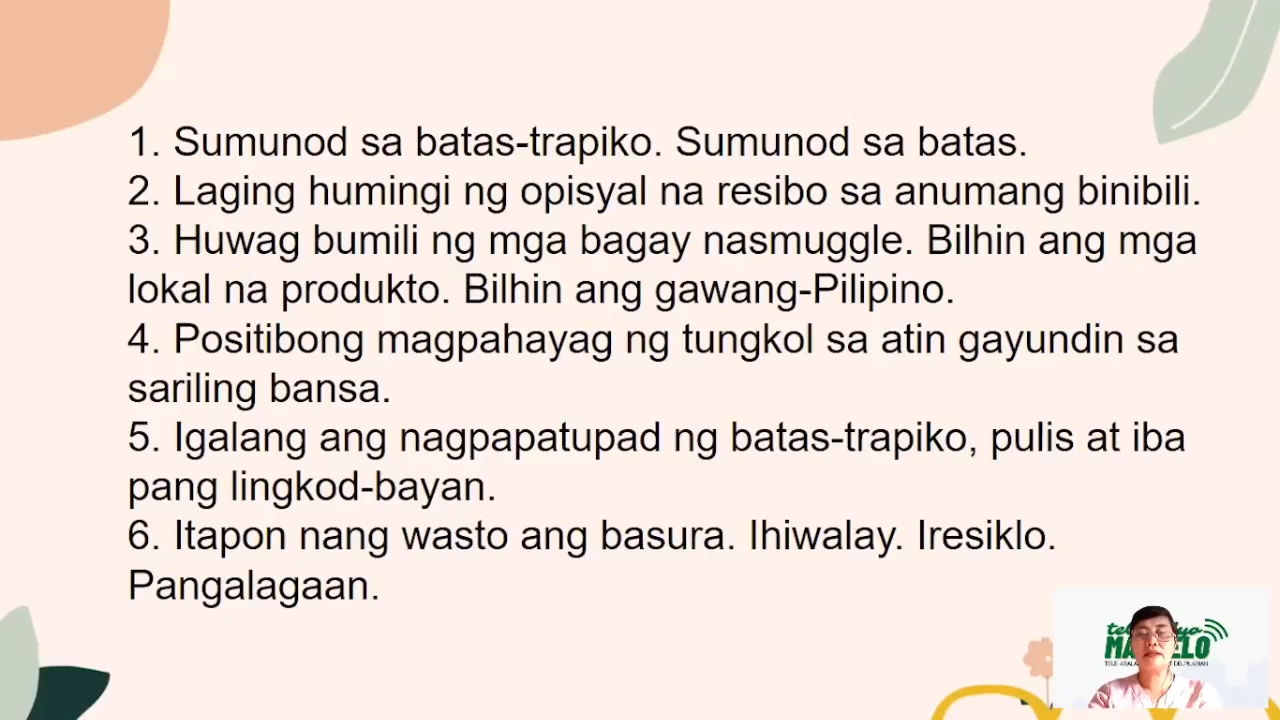 1. Sumunod sa batas-trapiko. Sumunod sa batas.
2. Laging humingi ng opisyal na resibo sa anumang binibili.
3. Huwag bumili ng mga bagay nasmuggle. Bilhin ang mga
lokal na produkto. Bilhin ang gawang-Pilipino.
4. Positibong magpahayag ng tungkol sa atin gayundin sa
sariling bansa.
5. Igalang ang nagpapatupad ng batas-trapiko, pulis at iba
pang lingkod-bayan.
6. Itapon nang wasto ang basura. Ihiwalay. Iresiklo.
Pangalagaan.